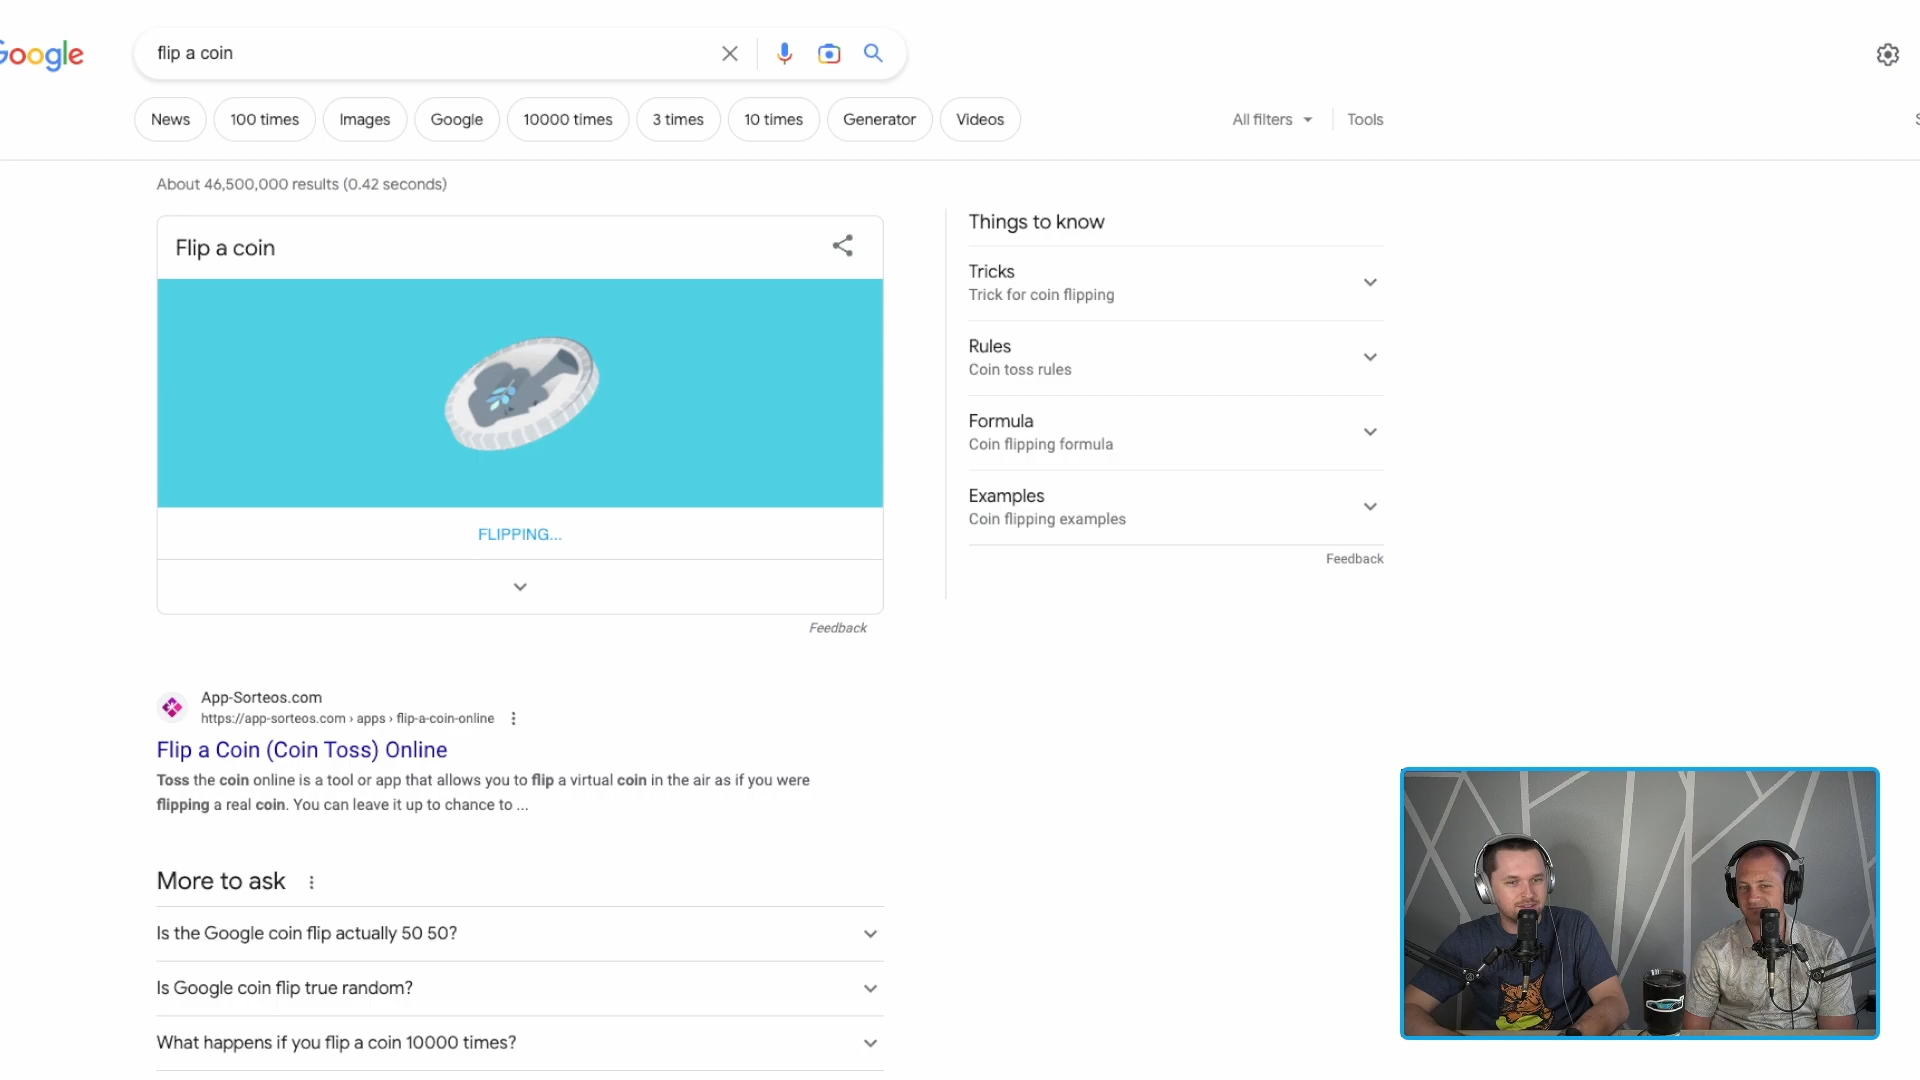 Google
flip a coin
News
100 times
Images
Google
10000 times
3 times
10 times
Generator
Videos
All filters
Tools
About 46,500,000 results (0.42 seconds)
Flip a coin
FLIPPING...
Feedback
Things to know
Tricks
Trick for coin flipping
Rules
Coin toss rules
Formula
Coin flipping formula
Examples
Coin flipping examples
Feedback
App-Sorteos.com
https://app-sorteos.com › apps › flip-a-coin-online
Flip a Coin (Coin Toss) Online
Toss the coin online is a tool or app that allows you to flip a virtual coin in the air as if you were
flipping a real coin. You can leave it up to chance to ...
More to ask
Is the Google coin flip actually 50 50?
Is Google coin flip true random?
What happens if you flip a coin 10000 times?